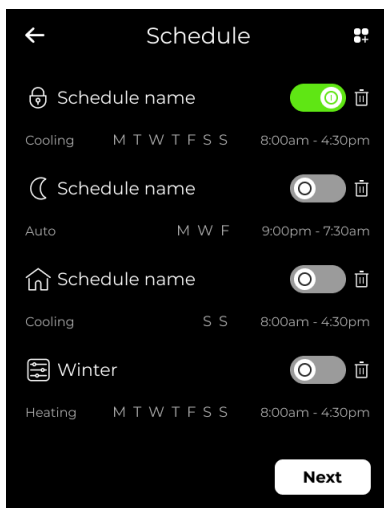 Schedule
Schedule name
Cooling M T W T F S S 8:00am - 4:30pm
Schedule name
Auto M W F 9:00pm - 7:30am
Schedule name
Cooling S S 8:00am - 4:30pm
Winter
Heating M T W T F S S 8:00am - 4:30pm
Next